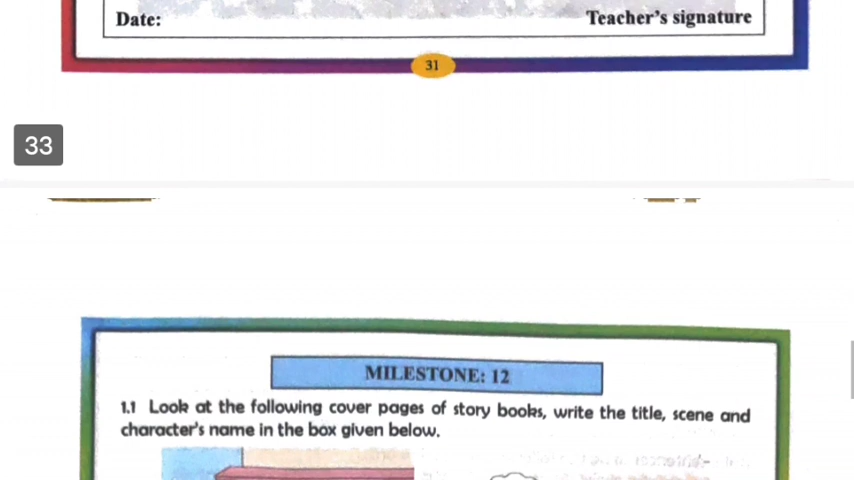 Date: Teacher's signature
31
33
MILESTONE: 12
1.1 Look at the following cover pages of story books, write the title, scene and
character's name in the box given below.